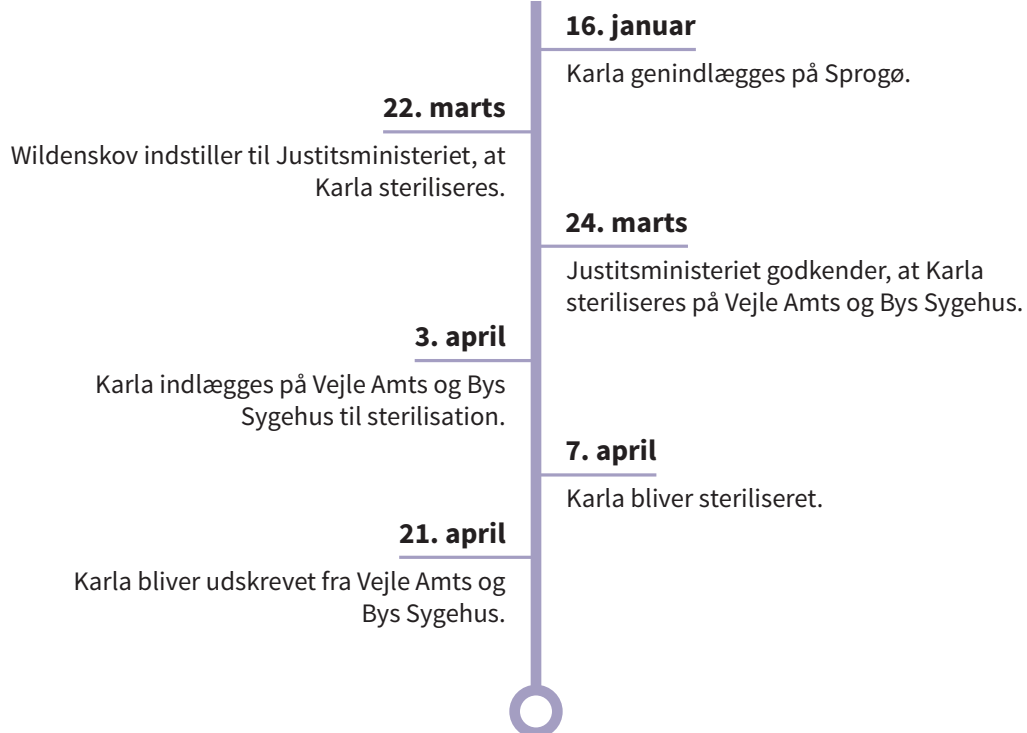 16. januar
Karla genindlægges på Sprogø.
22. marts
Wildenskov indstiller til Justitsministeriet, at
Karla steriliseres.
24. marts
Justitsministeriet godkender, at Karla
steriliseres på Vejle Amts og Bys Sygehus.
3. april
Karla indlægges på Vejle Amts og Bys
Sygehus til sterilisation.
7. april
Karla bliver steriliseret.
21. april
Karla bliver udskrevet fra Vejle Amts og
Bys Sygehus.